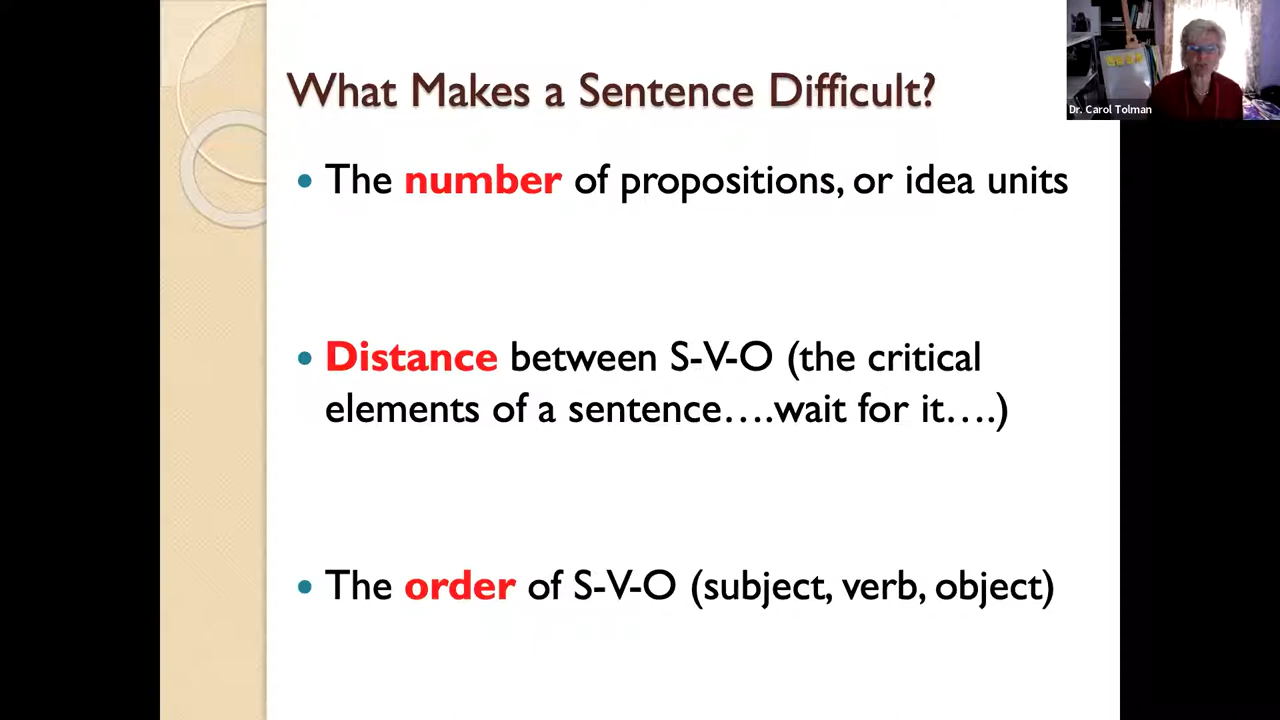 What Makes a Sentence Difficult?
Dr. Carol Tolman
• The number of propositions, or idea units
• Distance between S-V-O (the critical
elements of a sentence….wait for it….)
• The order of S-V-O (subject, verb, object)